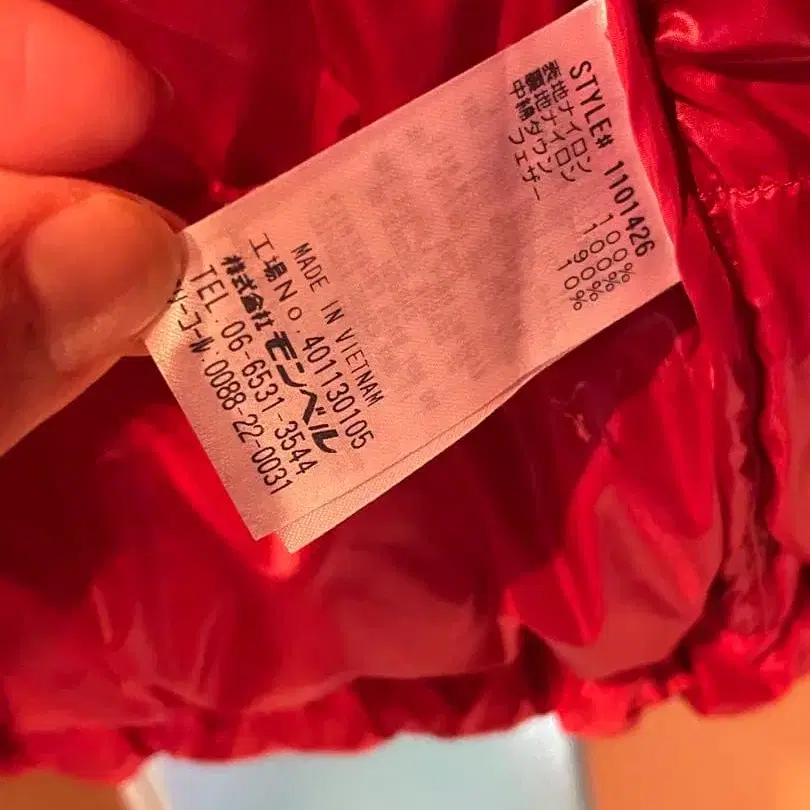 STYLE# 1101426
表地ナイロン 100%
裏地ナイロン 100%
中綿ダウン 90%
フェザー 10%
MADE IN VIETNAM
工場No. 401130105
株式会社モンベル
TEL 06-6531-3544
フリーコール 0088-22-0031